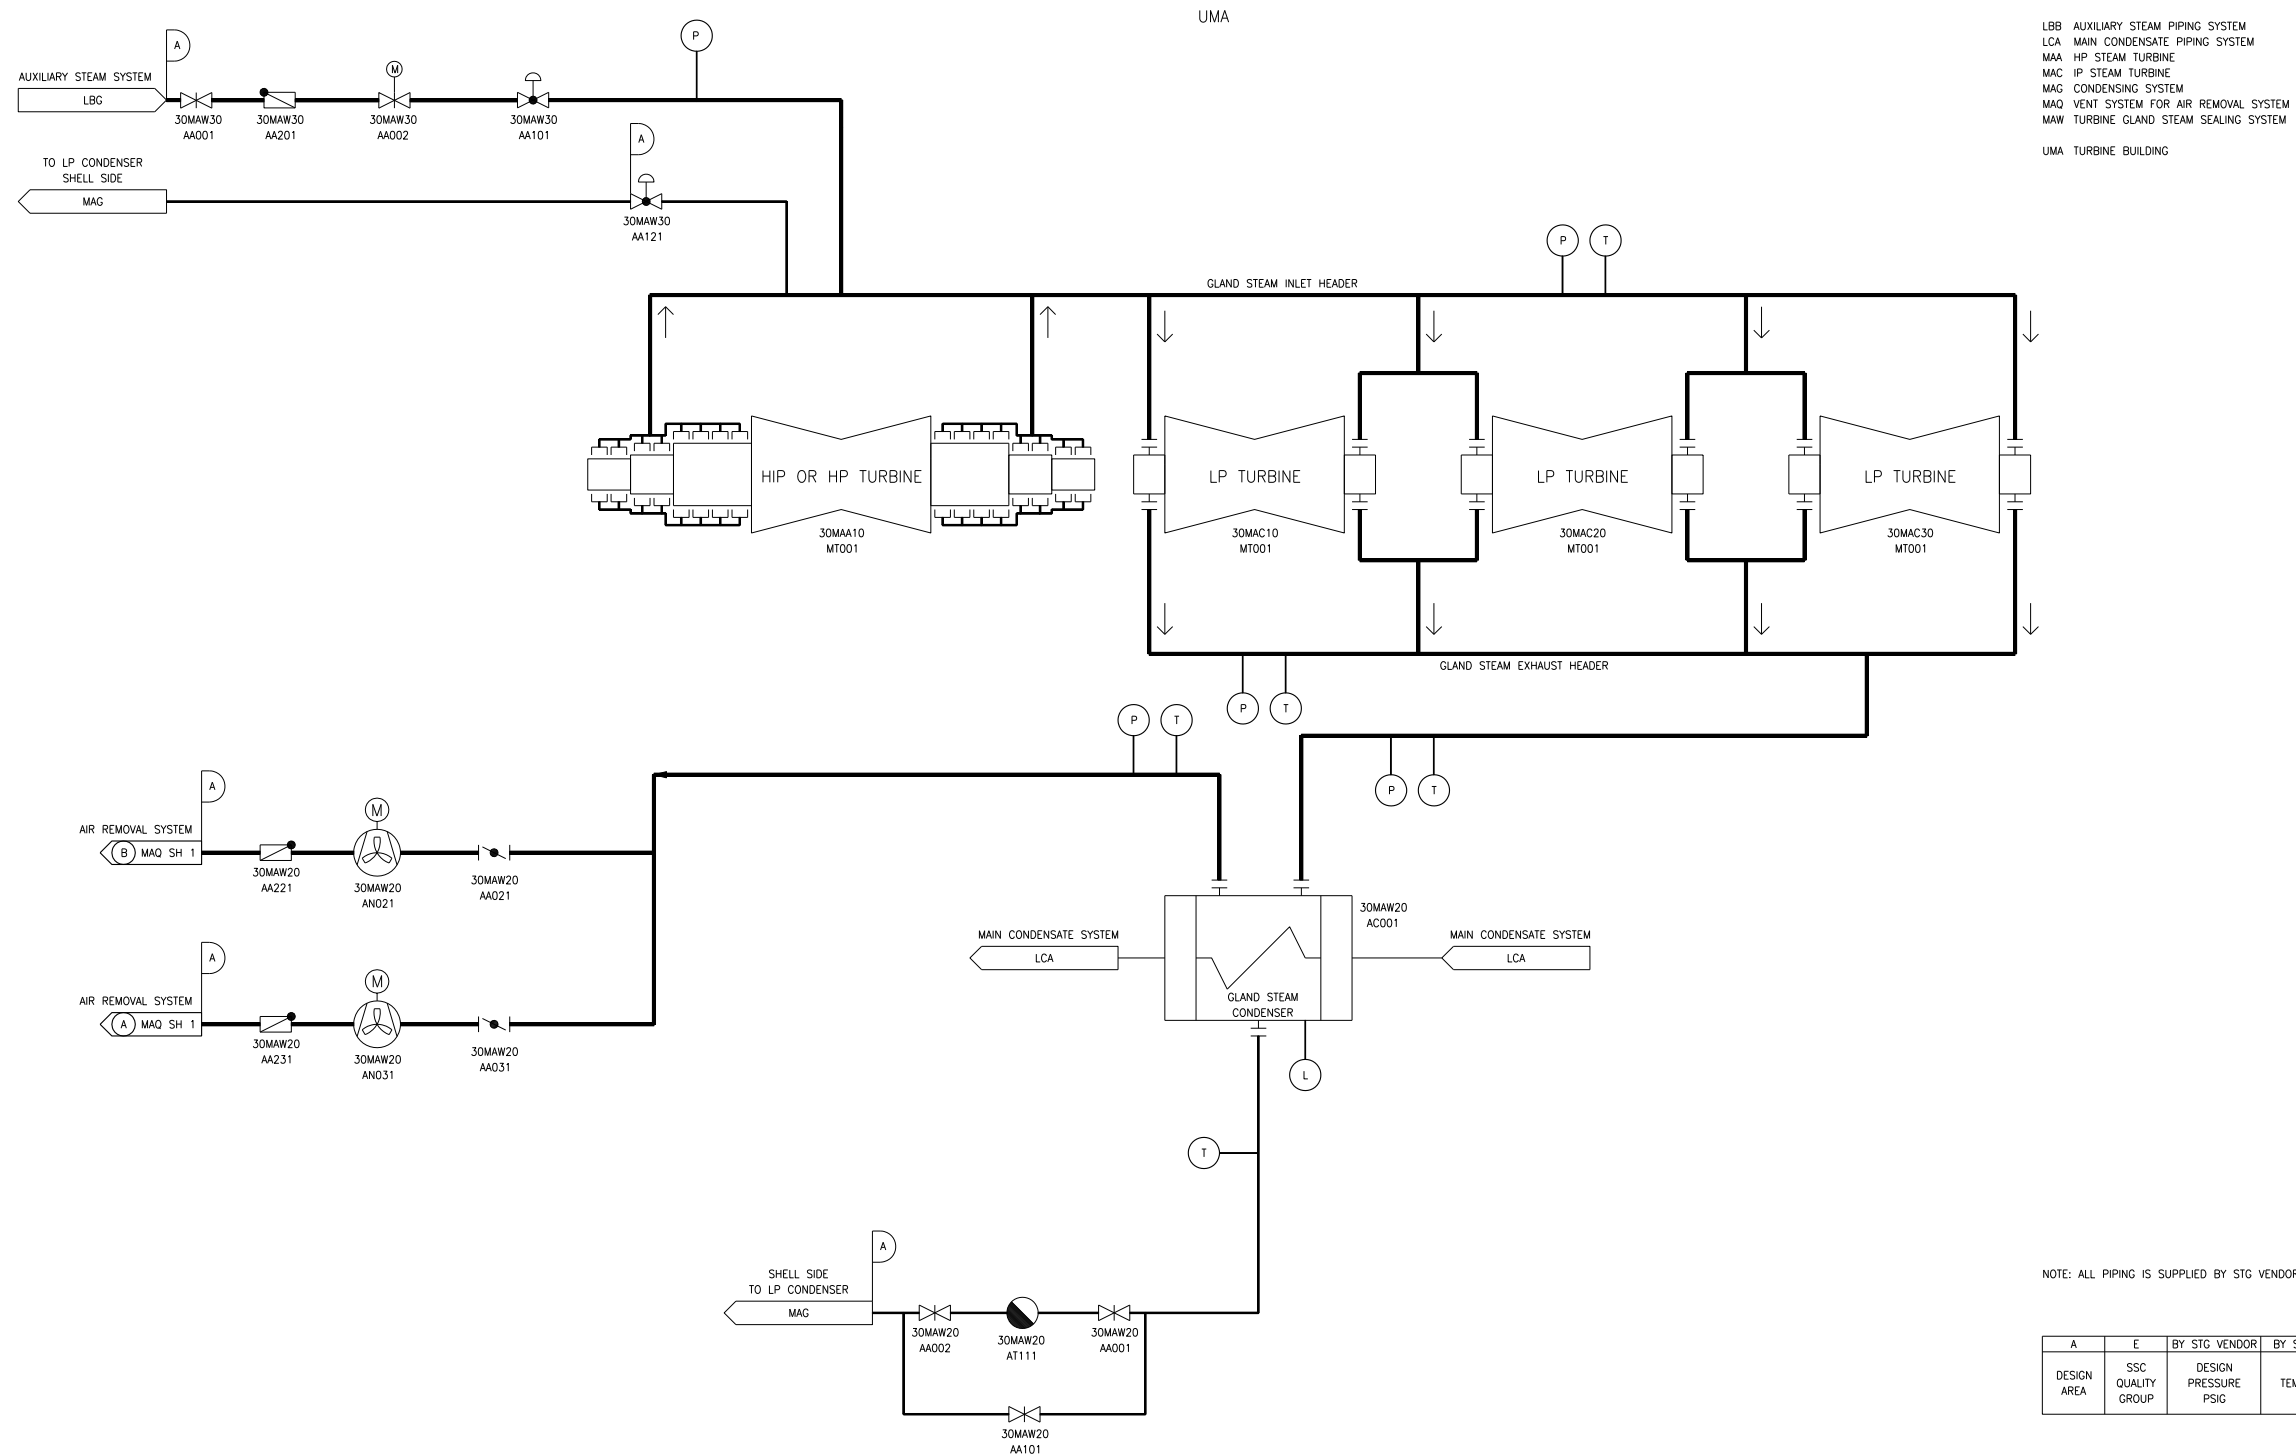 UMA
LBB AUXILIARY STEAM PIPING SYSTEM
LCA MAIN CONDENSATE PIPING SYSTEM
MAA HP STEAM TURBINE
MAC IP STEAM TURBINE
MAG CONDENSING SYSTEM
MAQ VENT SYSTEM FOR AIR REMOVAL SYSTEM
MAW TURBINE GLAND STEAM SEALING SYSTEM
UMA TURBINE BUILDING
A
P
AUXILIARY STEAM SYSTEM
LBG
M
30MAW30
AA001
30MAW30
AA201
30MAW30
AA002
30MAW30
AA101
A
TO LP CONDENSER
SHELL SIDE
MAG
30MAW30
AA121
P
T
GLAND STEAM INLET HEADER
HIP OR HP TURBINE
30MAA10
MT001
LP TURBINE
30MAC10
MT001
LP TURBINE
30MAC20
MT001
LP TURBINE
30MAC30
MT001
GLAND STEAM EXHAUST HEADER
P
T
P
T
P
T
A
AIR REMOVAL SYSTEM
B MAQ SH 1
M
30MAW20
AA221
30MAW20
AN021
30MAW20
AA021
A
AIR REMOVAL SYSTEM
A MAQ SH 1
M
30MAW20
AA231
30MAW20
AN031
30MAW20
AA031
30MAW20
AC001
MAIN CONDENSATE SYSTEM
LCA
MAIN CONDENSATE SYSTEM
LCA
GLAND STEAM
CONDENSER
L
T
A
SHELL SIDE
TO LP CONDENSER
MAG
30MAW20
AA002
30MAW20
AT111
30MAW20
AA001
30MAW20
AA101
NOTE: ALL PIPING IS SUPPLIED BY STG VENDOR
A
E
BY STG VENDOR
BY
DESIGN
AREA
SSC
QUALITY
GROUP
DESIGN
PRESSURE
PSIG